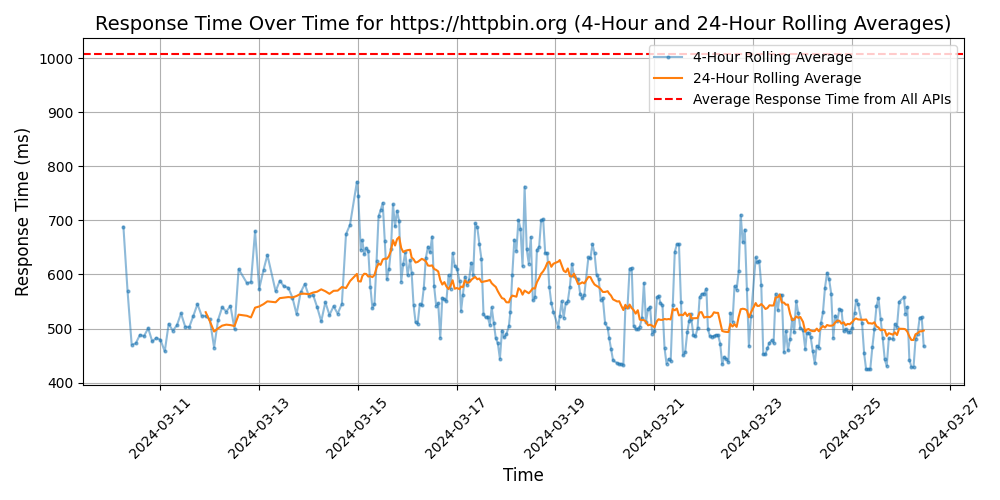 Response Time Over Time for https://httpbin.org (4-Hour and 24-Hour Rolling Averages)
4-Hour Rolling Average
24-Hour Rolling Average
Average Response Time from All APIs
Response Time (ms)
1000
900
800
700
600
500
400
2024-03-11
2024-03-13
2024-03-15
2024-03-17
2024-03-19
2024-03-21
2024-03-23
2024-03-25
2024-03-27
Time